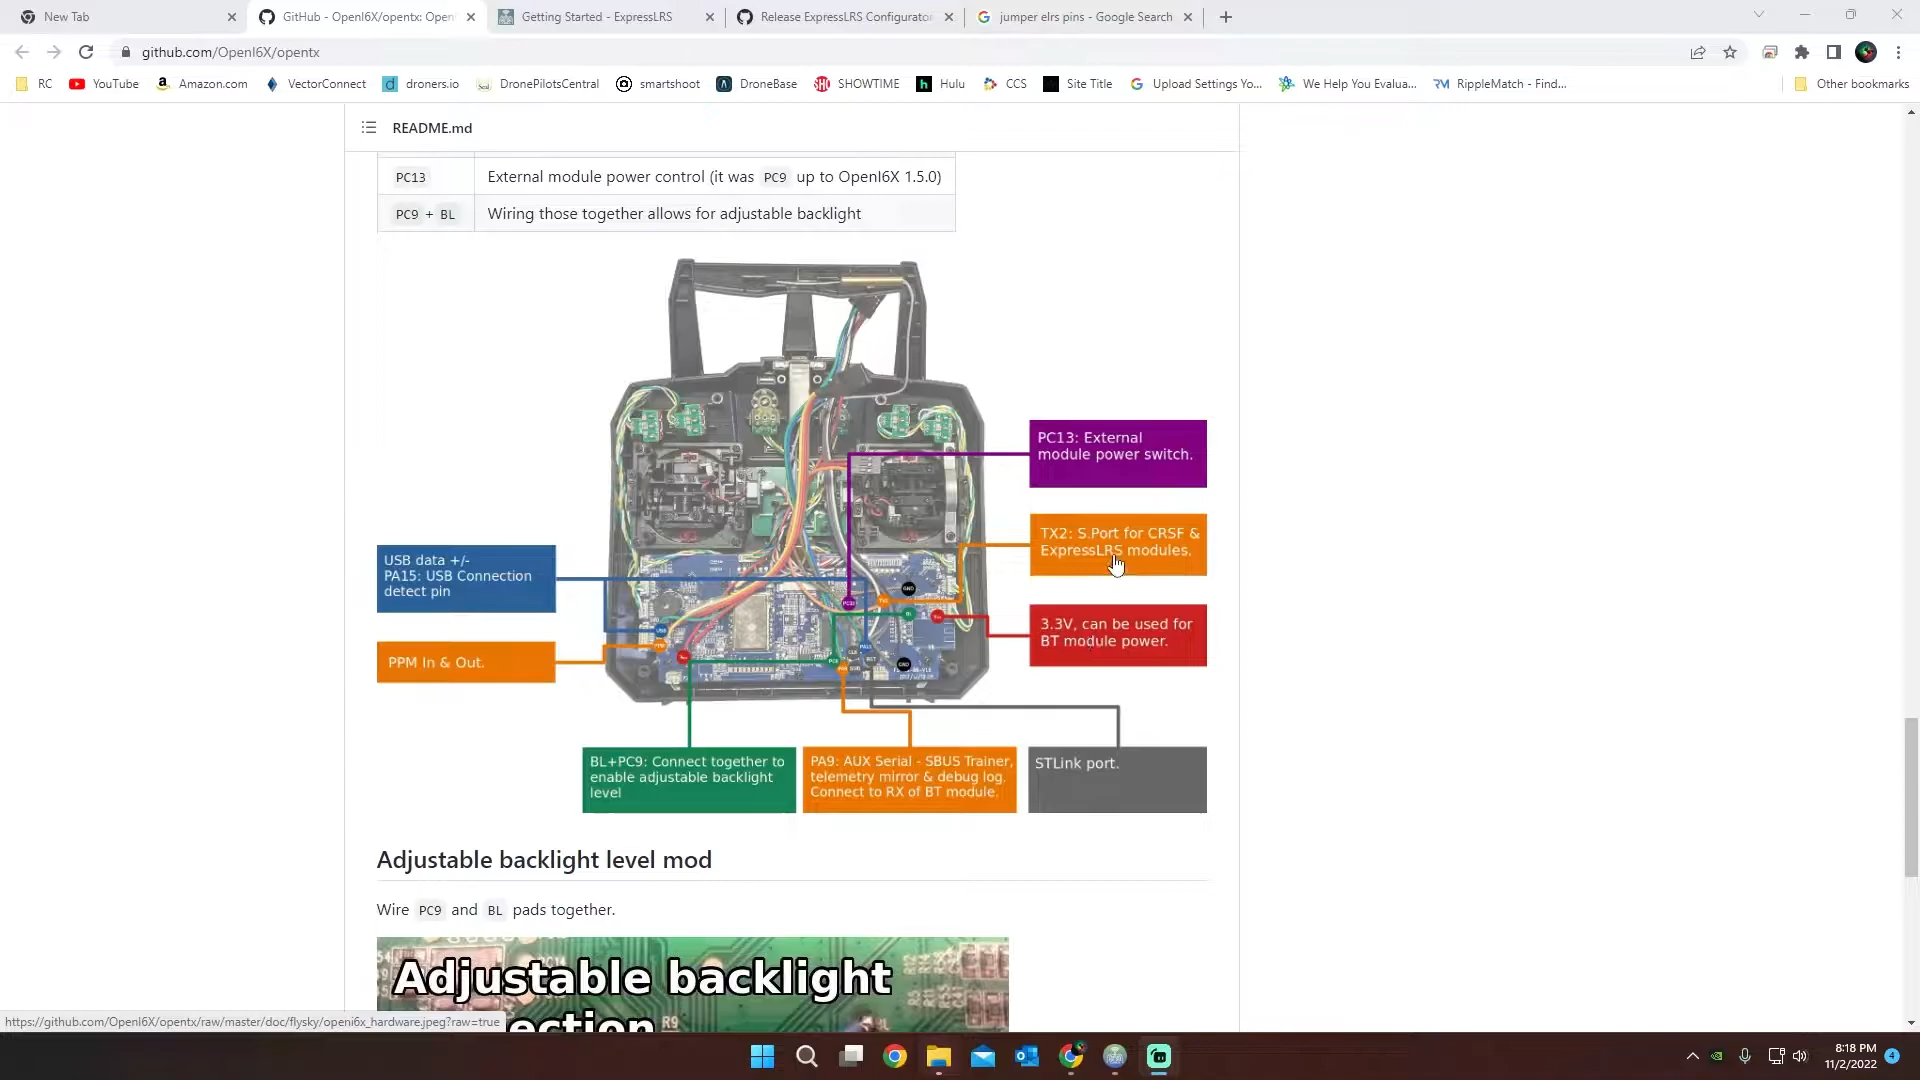 New Tab
GitHub - OpenI6X/opentx: Open
Getting Started - ExpressLRS
Release ExpressLRS Configurator
jumper elrs pins - Google Search
github.com/OpenI6X/opentx
RC
YouTube
Amazon.com
VectorConnect
droners.io
DronePilotsCentral
smartshoot
DroneBase
SHOWTIME
Hulu
CCS
Site Title
Upload Settings Yo...
We Help You Evalua...
RippleMatch - Find...
Other bookmarks
README.md
PC13 External module power control (it was PC9 up to OpenI6X 1.5.0)
PC9 + BL Wiring those together allows for adjustable backlight
PC13: External
module power switch.
TX2: S.Port for CRSF &
ExpressLRS modules.
USB data +/-
PA15: USB Connection
detect pin
3.3V, can be used for
BT module power.
PPM In & Out.
BL+PC9: Connect together to
enable adjustable backlight
level
PA9: AUX Serial - SBUS Trainer,
telemetry mirror & debug log.
Connect to RX of BT module.
STLink port.
Adjustable backlight level mod
Wire PC9 and BL pads together.
Adjustable backlight
ection
R9
https://github.com/OpenI6X/opentx/raw/master/doc/flysky/openi6x_hardware.jpeg?raw=true
8:18 PM
11/2/2022
4